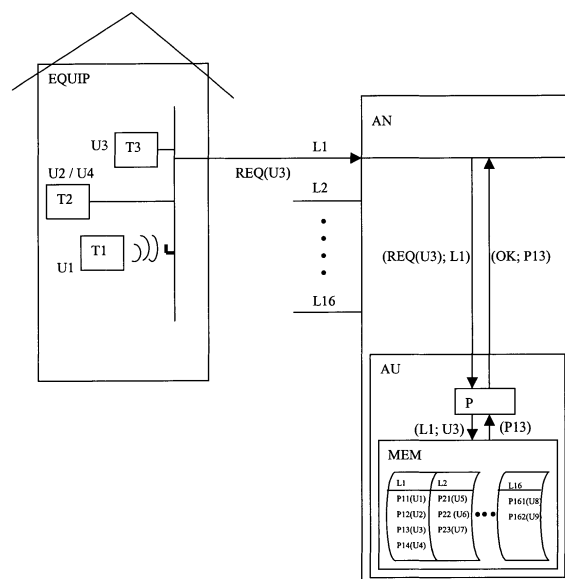 EQUIP
AN
U3
T3
L1
REQ(U3)
U2 / U4
T2
L2
T1
U1
(REQ(U3); L1)
(OK; P13)
L16
AU
P
(L1; U3)
(P13)
MEM
L1
P11(U1)
P12(U2)
P13(U3)
P14(U4)
L2
P21(U5)
P22 (U6)
P23(U7)
L16
P161(U8)
P162(U9)